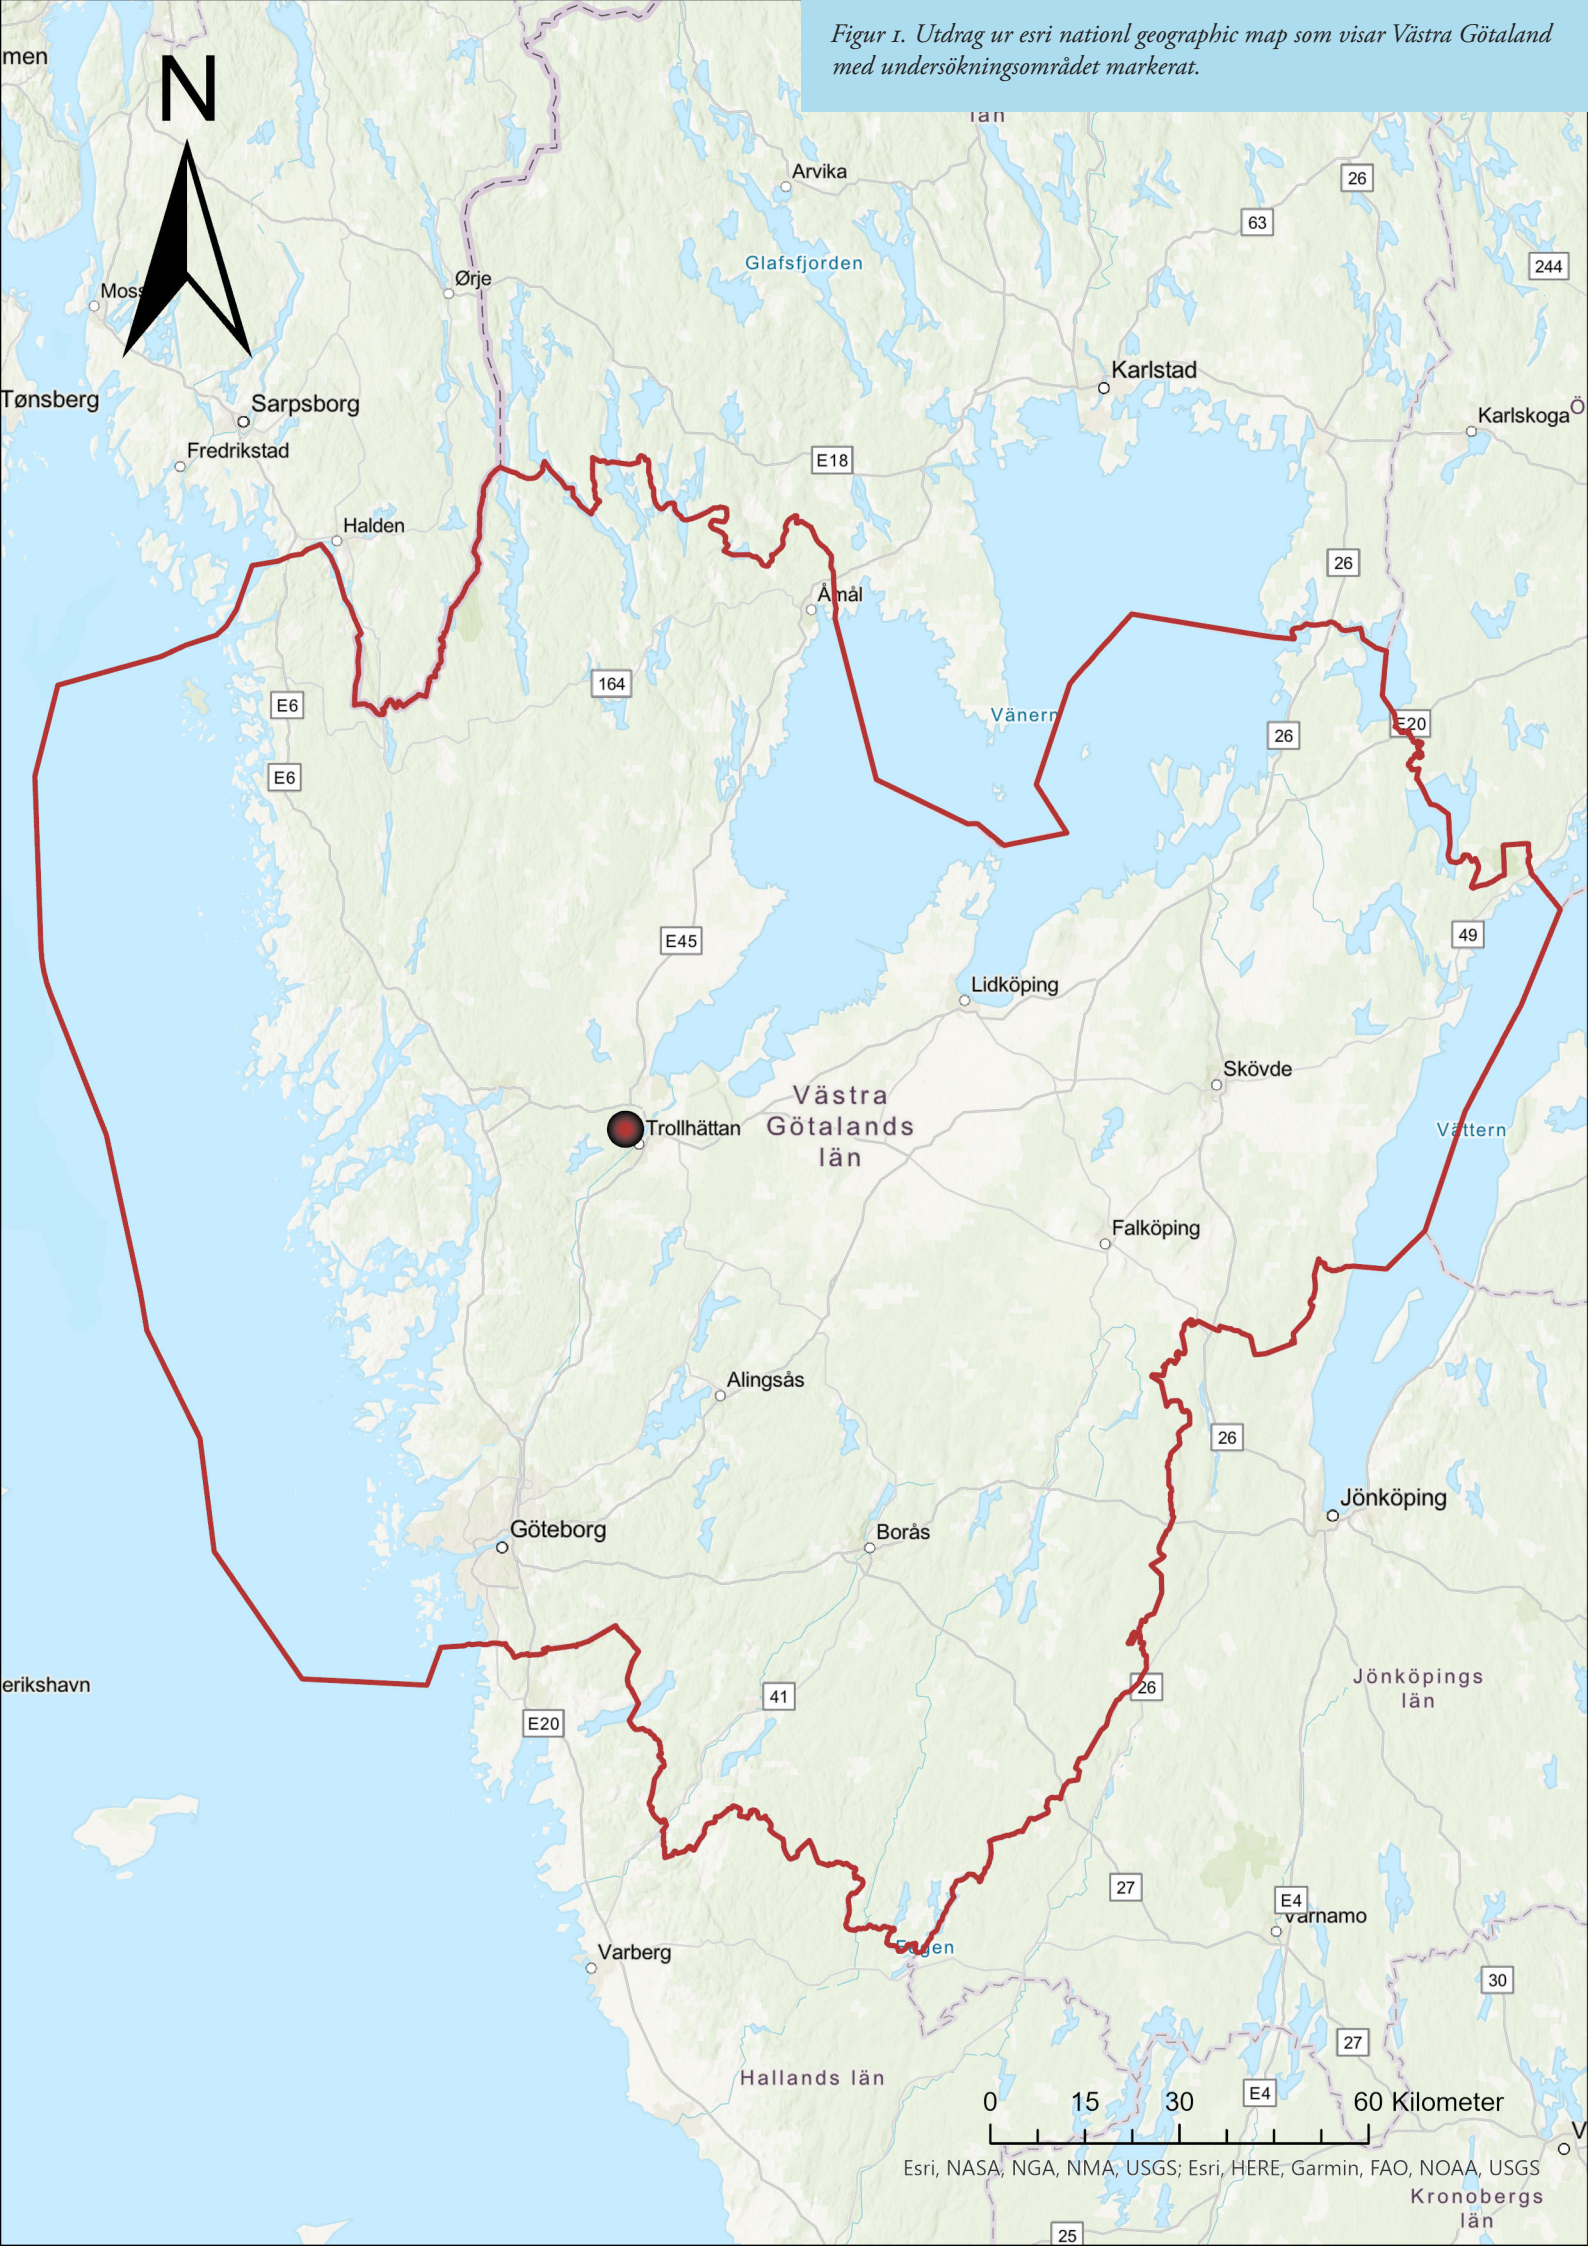 Figur 1. Utdrag ur esri nationl geographic map som visar Västra Götaland
med undersökningsområdet markerat.
men
N
län
Arvika
26
63
Glafsfjorden
244
Ørje
Moss
Karlstad
Tønsberg
Sarpsborg
Karlskoga
Ö
Fredrikstad
E18
Halden
26
Åmål
164
E6
Vänern
E20
26
E6
49
E45
Lidköping
Skövde
Västra
Götalands
län
Trollhättan
Vättern
Falköping
Alingsås
26
Jönköping
Göteborg
Borås
erikshavn
Jönköpings
län
26
41
E20
27
E4
Värnamo
Fegen
Varberg
30
27
Hallands län
E4
0 15 30 60 Kilometer
V
Esri, NASA, NGA, NMA, USGS; Esri, HERE, Garmin, FAO, NOAA, USGS
Kronobergs
län
25